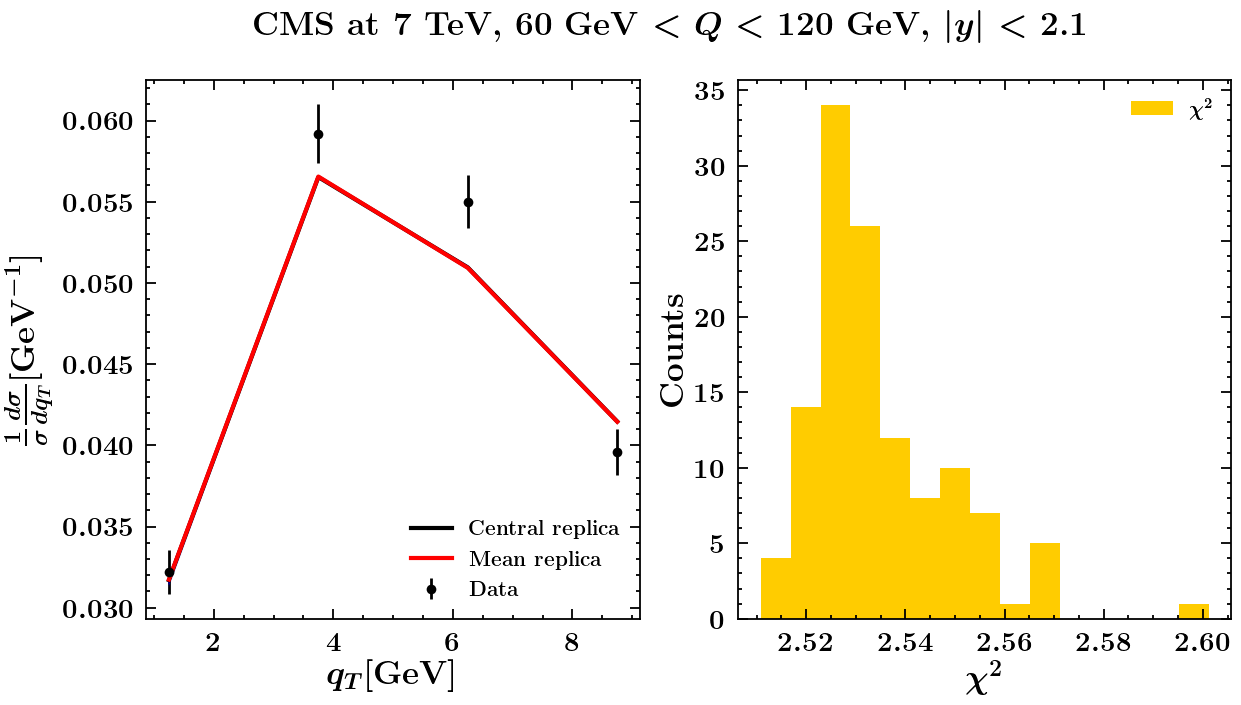 CMS at 7 TeV, 60 GeV < Q < 120 GeV, |y| < 2.1
0.060
0.055
0.050
0.045
0.040
0.035
0.030
1/σ dσ/dq_T [GeV⁻¹]
2 4 6 8
q_T[GeV]
Central replica
Mean replica
Data
35
30
25
20
15
10
5
0
Counts
2.52 2.54 2.56 2.58 2.60
χ²
χ²